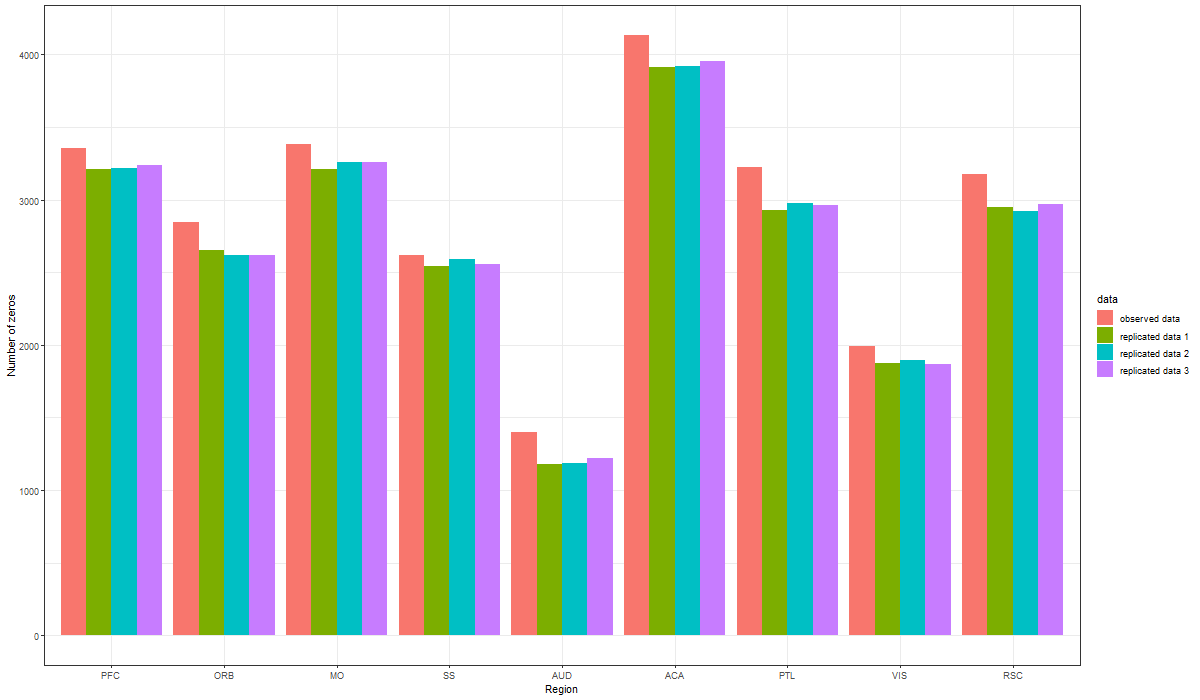 Number of zeros
4000
3000
2000
1000
0
PFC ORB MO SS AUD ACA PTL VIS RSC
Region
data
observed data
replicated data 1
replicated data 2
replicated data 3